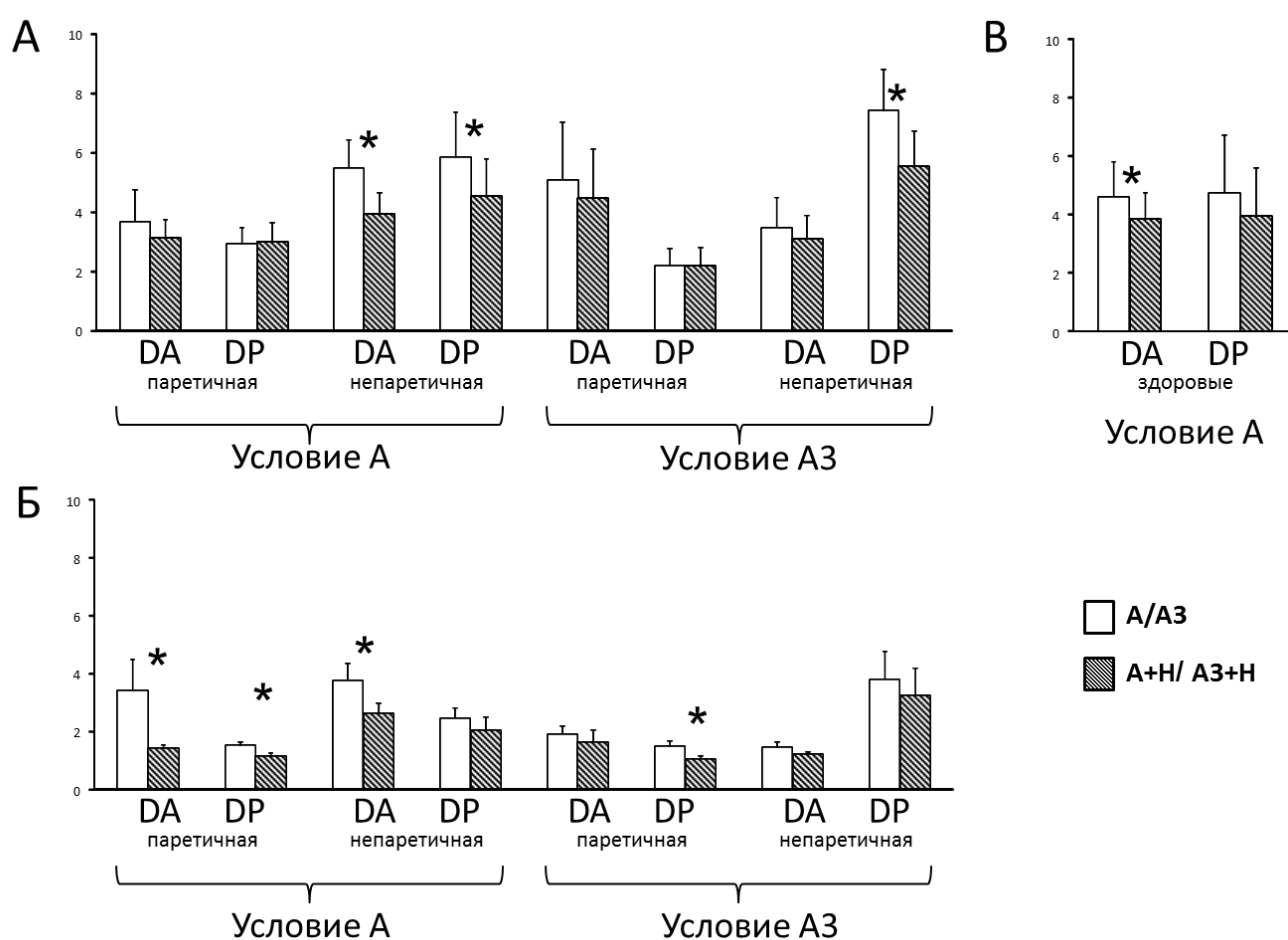 А
10
8
6
4
2
0
* * *
DA DP DA DP DA DP DA DP
паретичная непаретичная паретичная непаретичная
Условие А Условие АЗ
В
10
8
6
4
2
0
*
DA DP
здоровые
Условие А
Б
10
8
6
4
2
0
* * * *
DA DP DA DP DA DP DA DP
паретичная непаретичная паретичная непаретичная
Условие А Условие АЗ
А/АЗ
А+Н/ АЗ+Н